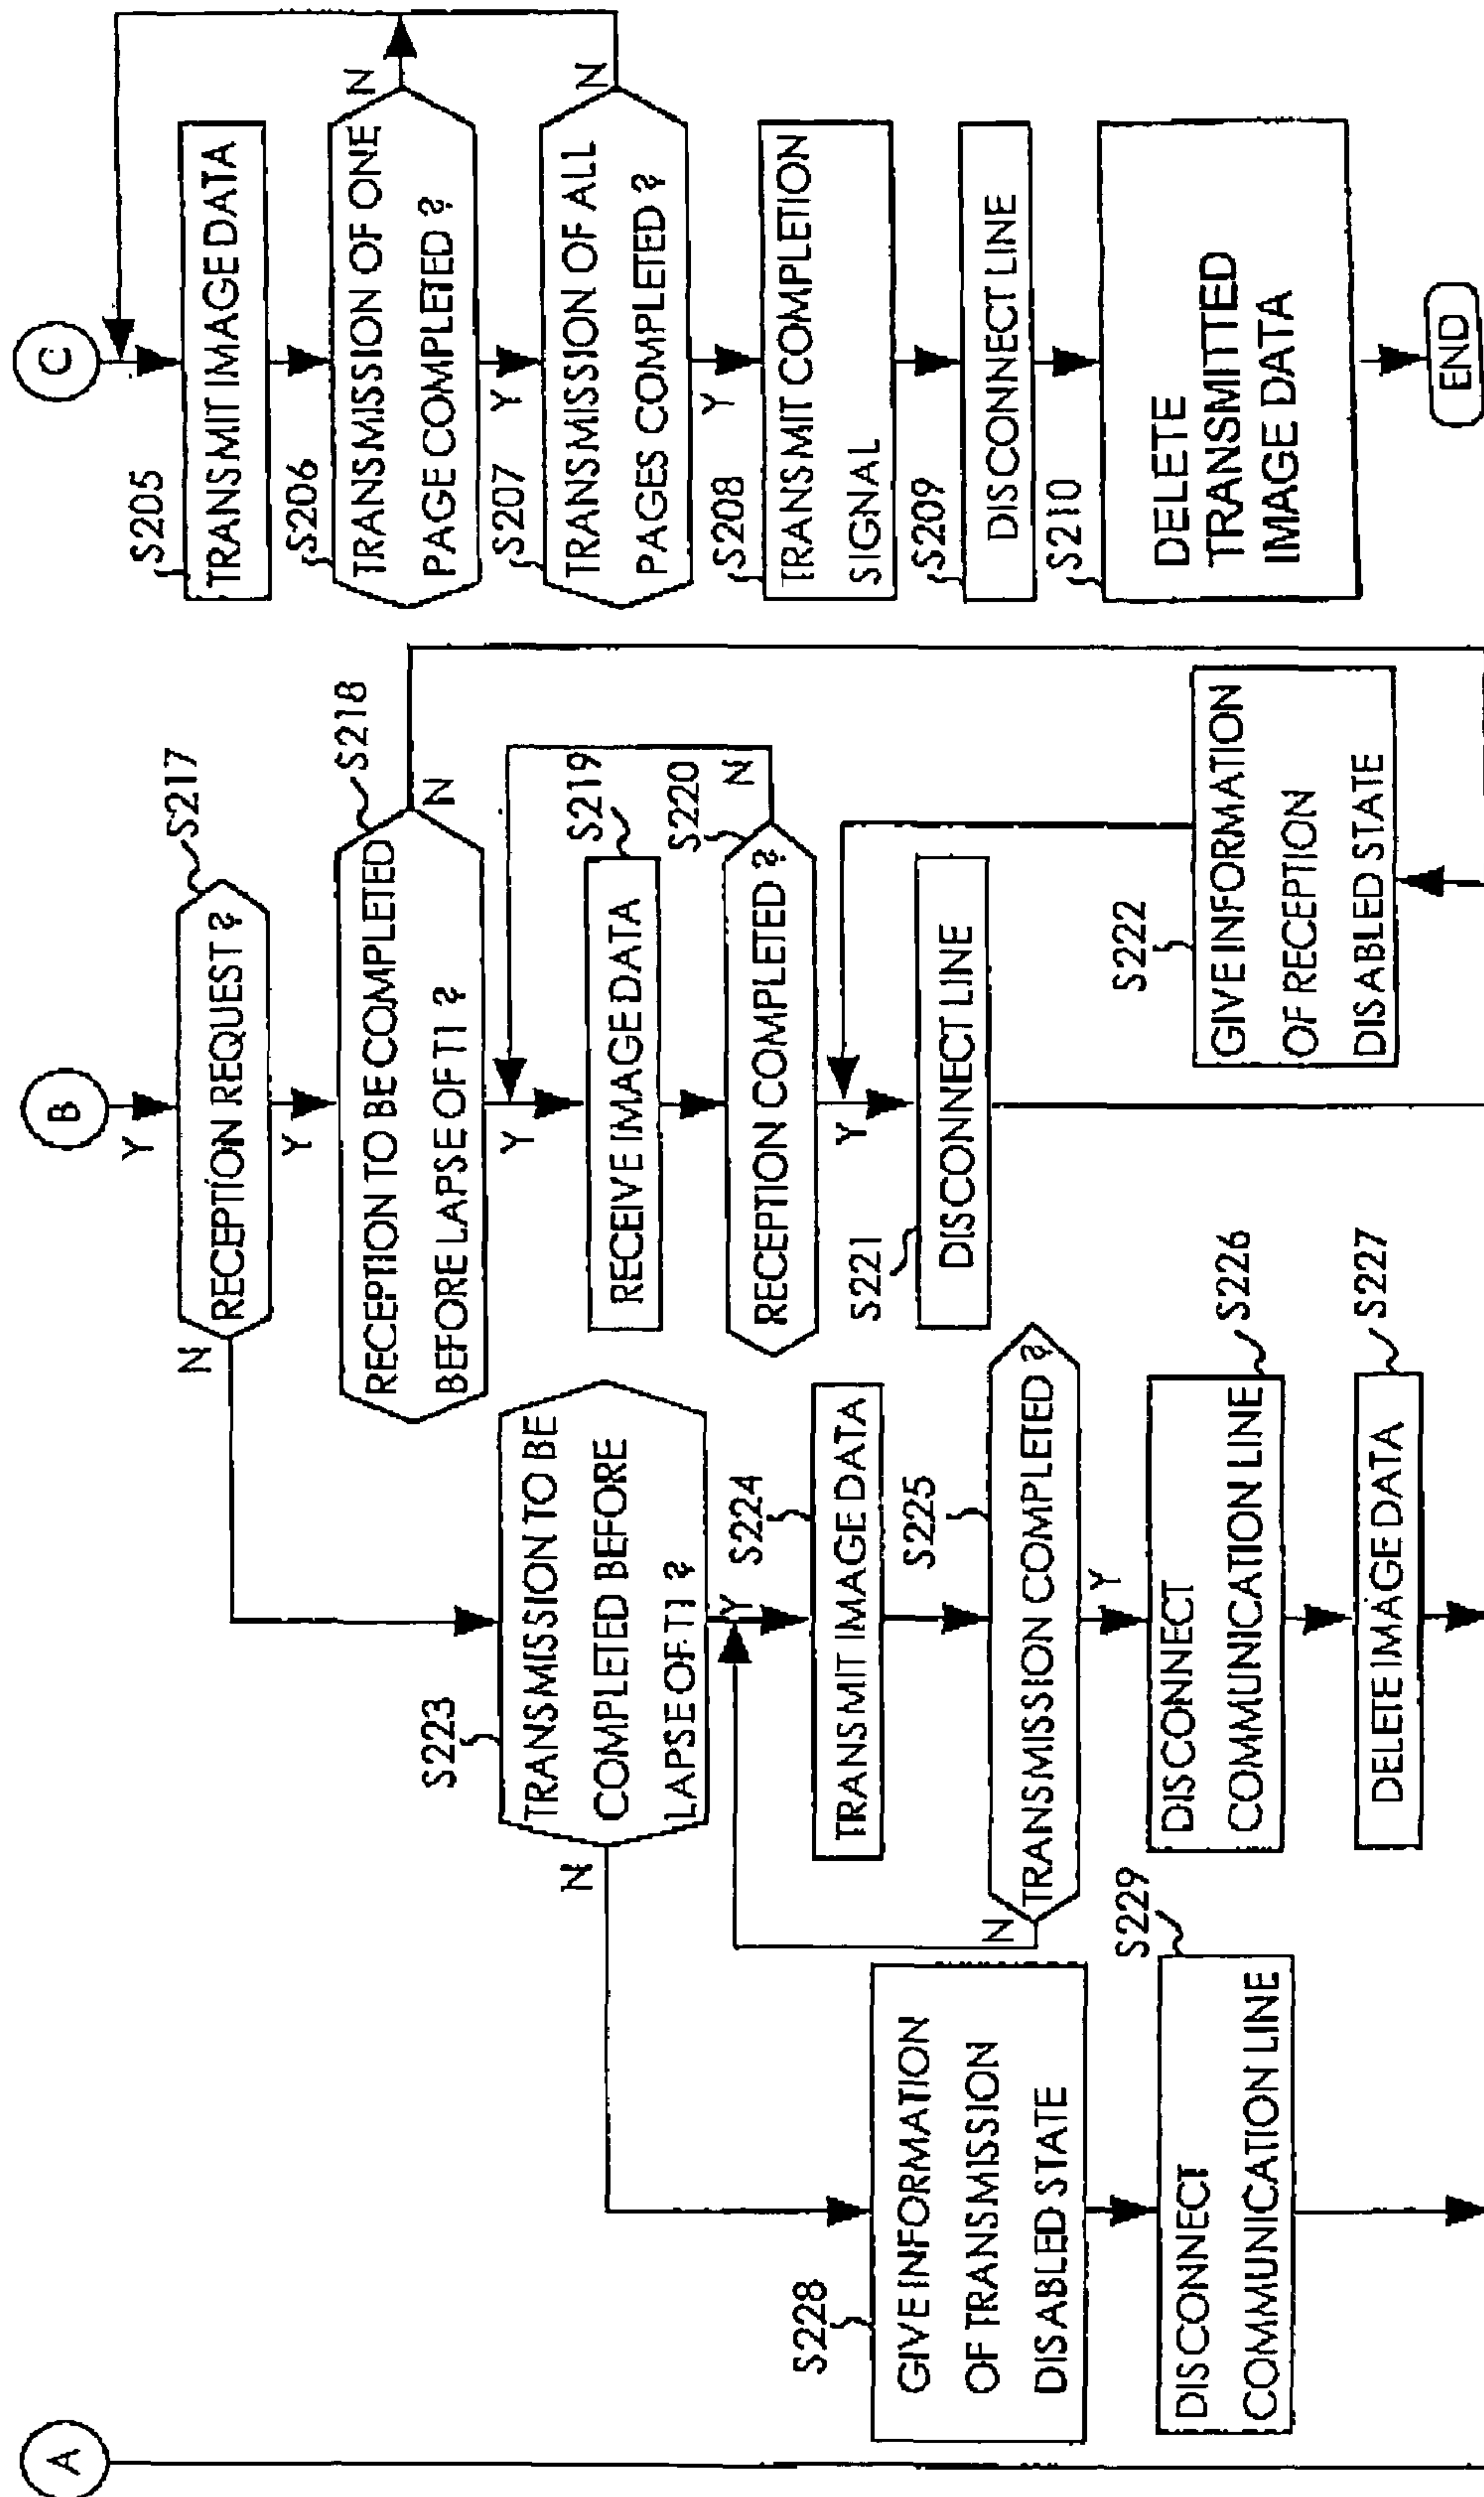 A
S228
GIVE INFORMATION
OF TRANSMISSION
DISABLED STATE
S229
DISCONNECT
COMMUNICATION LINE
B
Y
S217
RECEPTION REQUEST ?
N
Y
S218
RECEPTION TO BE COMPLETED
BEFORE LAPSE OF T1 ?
N
Y
S219
RECEIVE IMAGE DATA
S220
RECEPTION COMPLETED ?
N
Y
S221
DISCONNECT LINE
S222
GIVE INFORMATION
OF RECEPTION
DISABLED STATE
S223
TRANSMISSION TO BE
COMPLETED BEFORE
LAPSE OF T1 ?
N
Y
S224
TRANSMIT IMAGE DATA
S225
TRANSMISSION COMPLETED ?
N
Y
S226
DISCONNECT
COMMUNICATION LINE
S227
DELETE IMAGE DATA
C
S205
TRANSMIT IMAGE DATA
S206
TRANSMISSION OF ONE
PAGE COMPLETED ?
N
Y
S207
TRANSMISSION OF ALL
PAGES COMPLETED ?
N
Y
S208
TRANSMIT COMPLETION
SIGNAL
S209
DISCONNECT LINE
S210
DELETE
TRANSMITTED
IMAGE DATA
END